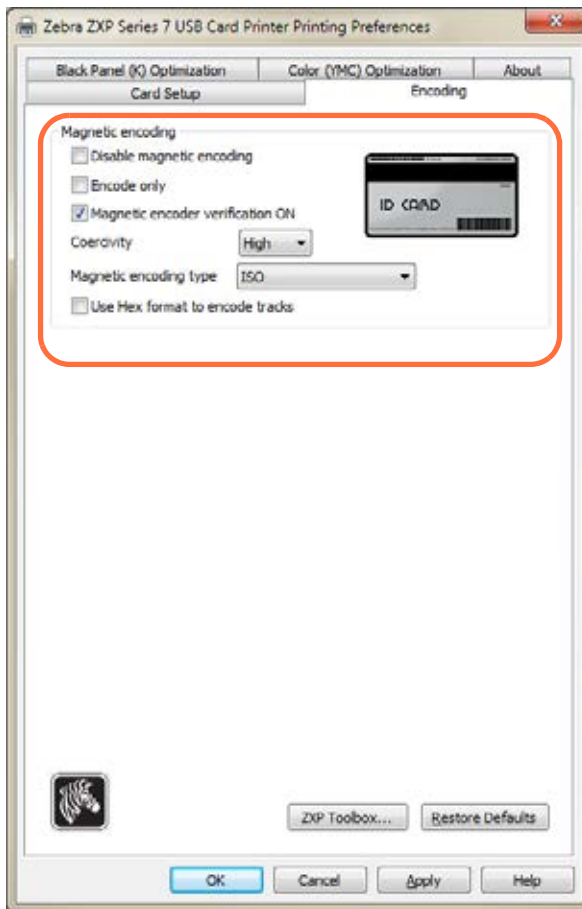 Zebra ZXP Series 7 USB Card Printer Printing Preferences
Black Panel (K) Optimization Color (YMC) Optimization About
Card Setup Encoding
Magnetic encoding
Disable magnetic encoding
Encode only
Magnetic encoder verification ON
ID CARD
Coercivity High
Magnetic encoding type ISO
Use Hex format to encode tracks
ZXP Toolbox... Restore Defaults
OK Cancel Apply Help